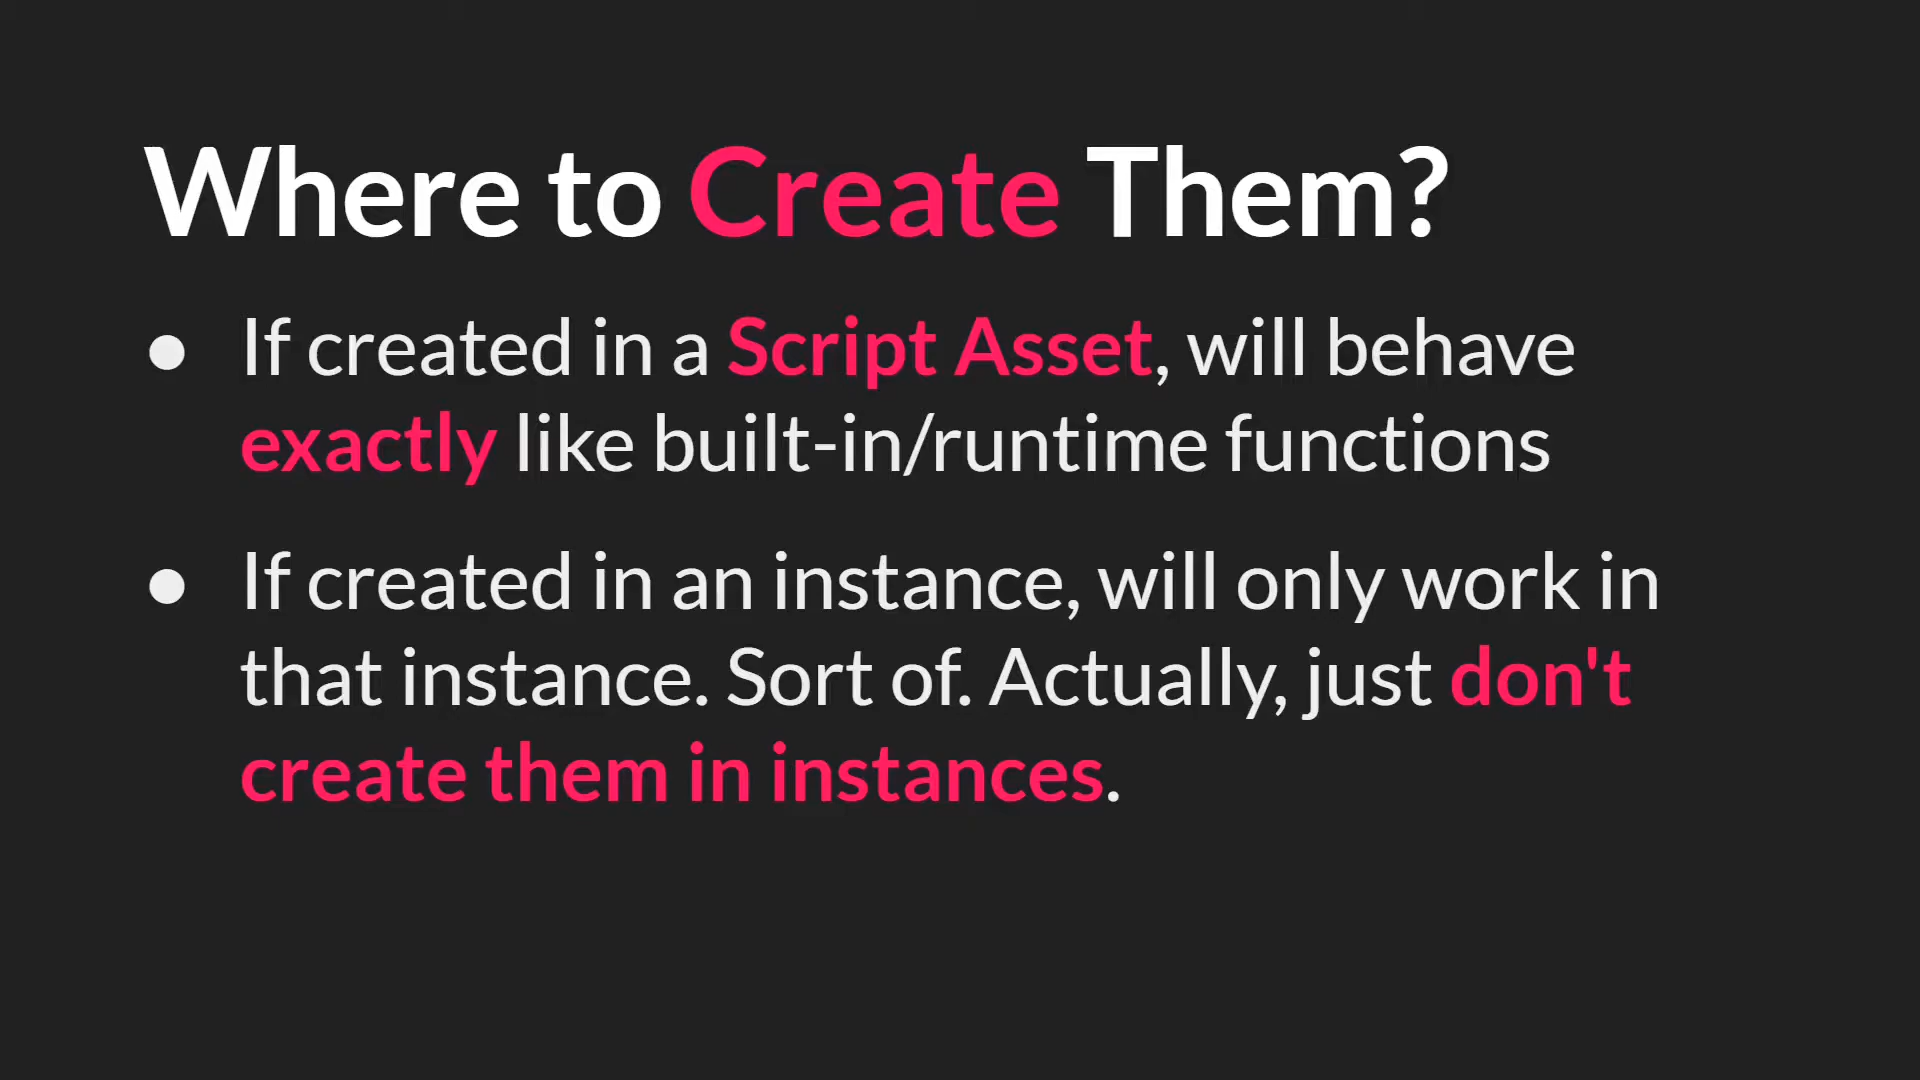 Where to Create Them?
● If created in a Script Asset, will behave
exactly like built-in/runtime functions
● If created in an instance, will only work in
that instance. Sort of. Actually, just don't
create them in instances.